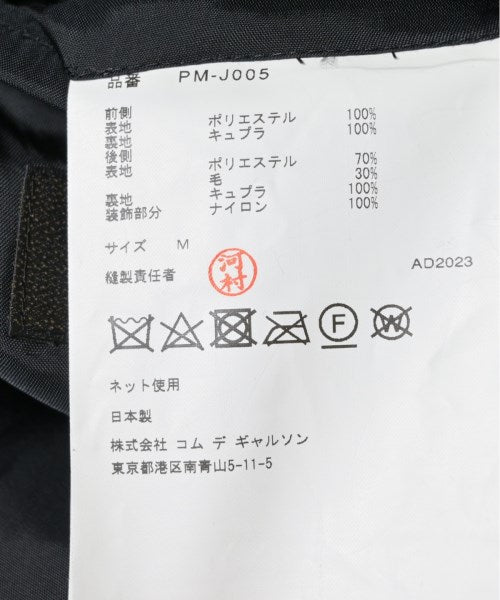 品番 PM-J005
前側
表地 ポリエステル 100%
裏地 キュプラ 100%
後側
表地 ポリエステル 70%
毛 30%
裏地 キュプラ 100%
装飾部分 ナイロン 100%
サイズ M
縫製責任者 河村
AD2023
F W
ネット使用
日本製
株式会社 コム デ ギャルソン
東京都港区南青山5-11-5